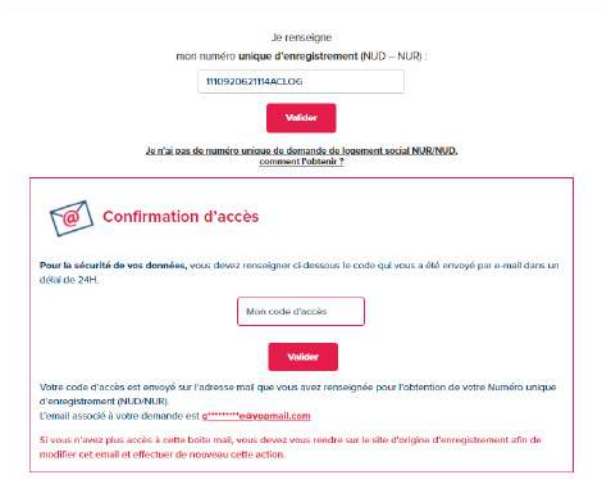 Je renseigne
mon numéro unique d'enregistrement (NUD – NUR) :
1110920621114ACLOG
Valider
Je n'ai pas de numéro unique de demande de logement social NUR/NUD,
comment l'obtenir ?
@ Confirmation d'accès
Pour la sécurité de vos données, vous devez renseigner ci-dessous le code qui vous a été envoyé par e-mail dans un
délai de 24H.
Mon code d'accès
Valider
Votre code d'accès est envoyé sur l'adresse mail que vous avez renseignée pour l'obtention de votre Numéro unique
d'enregistrement (NUD/NUR).
L'email associé à votre demande est g*********e@yopmail.com
Si vous n'avez plus accès à cette boite mail, vous devez vous rendre sur le site d'origine d'enregistrement afin de
modifier cet email et effectuer de nouveau cette action.